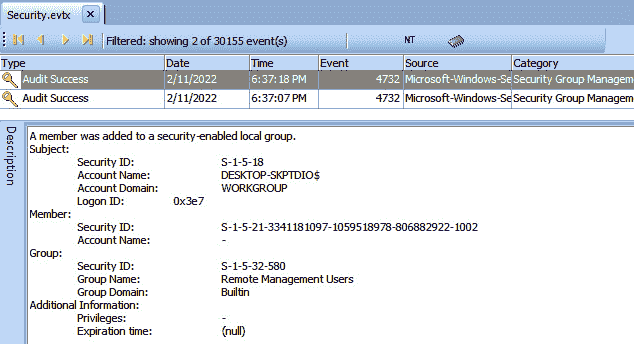 Security.evtx x
Filtered: showing 2 of 30155 event(s) NT
Type Date Time Event Source Category
Audit Success 2/11/2022 6:37:18 PM 4732 Microsoft-Windows-Se Security Group Managem
Audit Success 2/11/2022 6:37:07 PM 4732 Microsoft-Windows-Se Security Group Managem
Description
A member was added to a security-enabled local group.
Subject:
Security ID: S-1-5-18
Account Name: DESKTOP-SKPTDIO$
Account Domain: WORKGROUP
Logon ID: 0x3e7
Member:
Security ID: S-1-5-21-3341181097-1059518978-806882922-1002
Account Name: -
Group:
Security ID: S-1-5-32-580
Group Name: Remote Management Users
Group Domain: Builtin
Additional Information:
Privileges: -
Expiration time: (null)